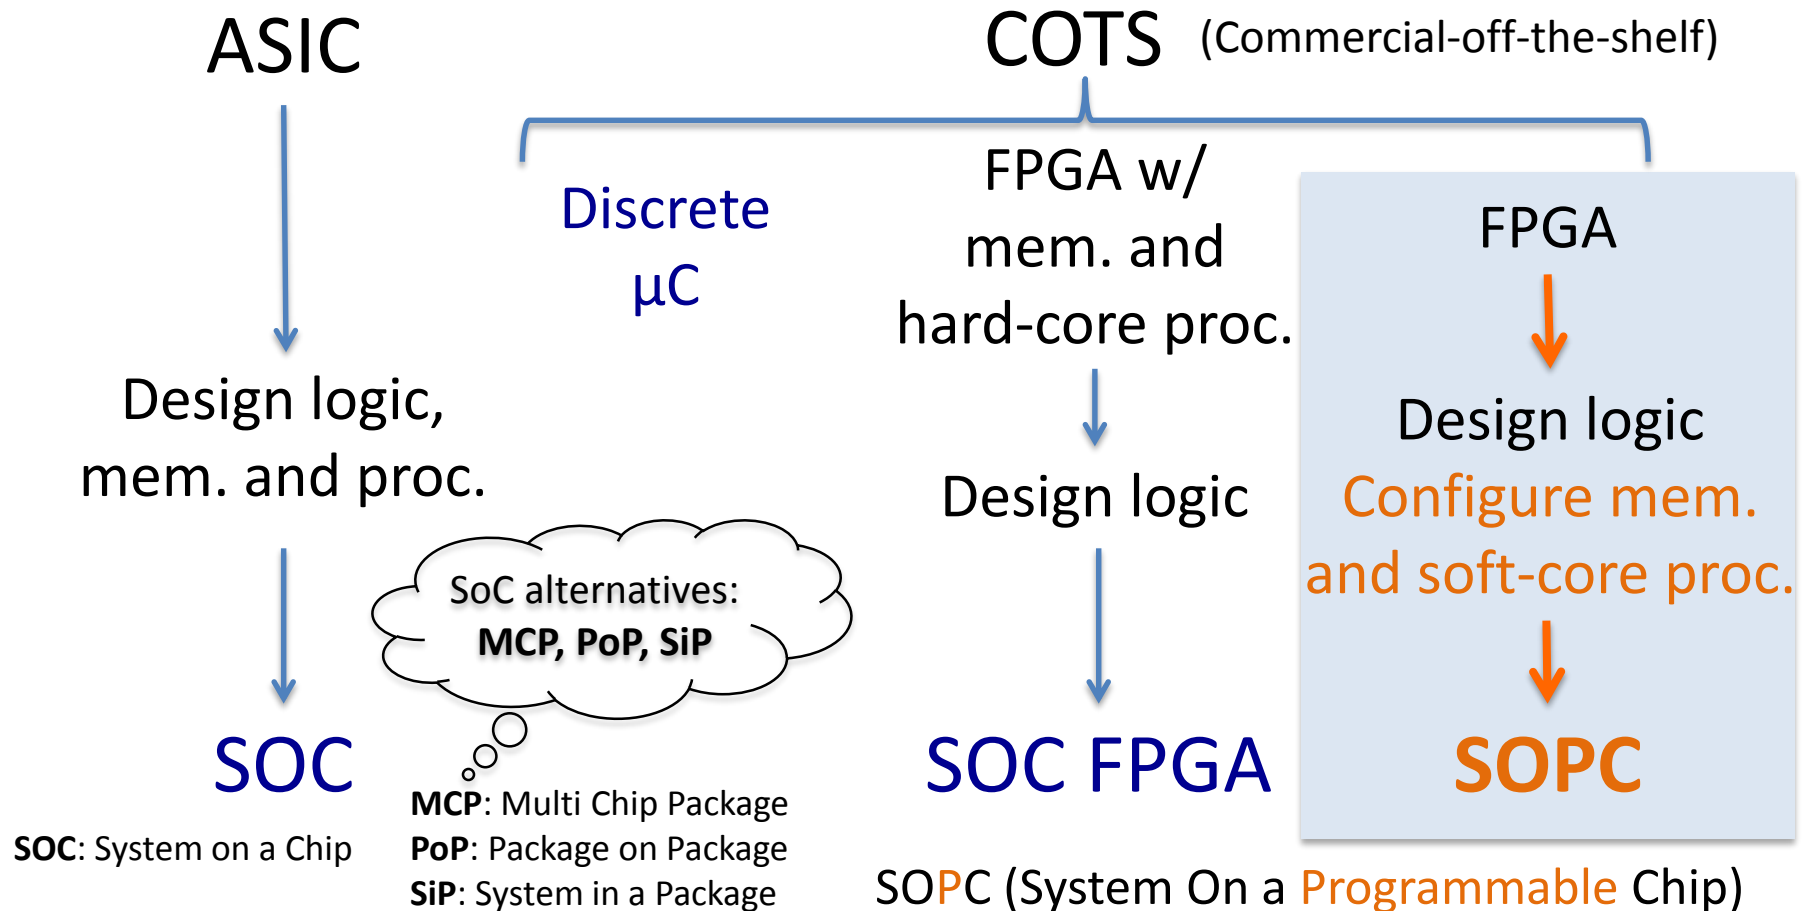 ASIC
COTS (Commercial-off-the-shelf)
Discrete
µC
FPGA w/
mem. and
hard-core proc.
FPGA
Design logic,
mem. and proc.
Design logic
Design logic
Configure mem.
and soft-core proc.
SoC alternatives:
MCP, PoP, SiP
SOC
SOC FPGA
SOPC
SOC: System on a Chip
MCP: Multi Chip Package
PoP: Package on Package
SiP: System in a Package
SOPC (System On a Programmable Chip)